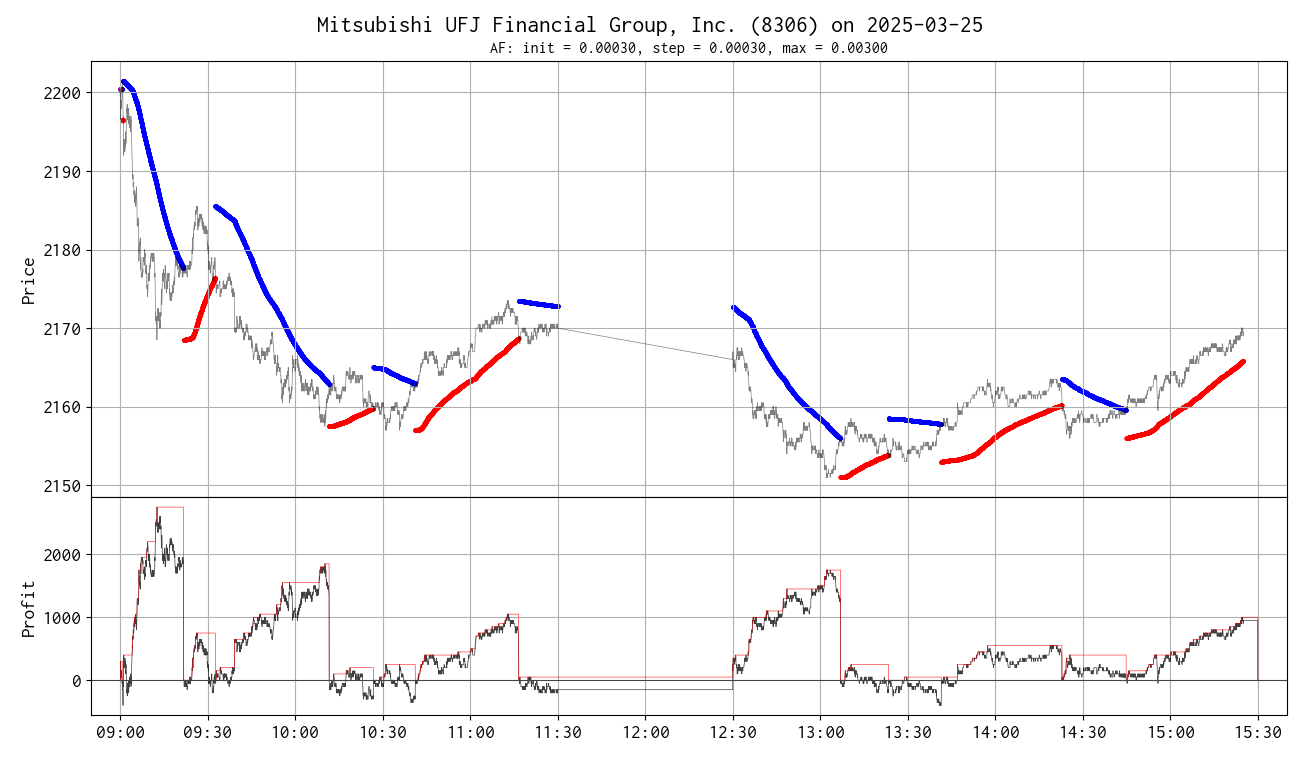 Mitsubishi UFJ Financial Group, Inc. (8306) on 2025-03-25
AF: init = 0.00030, step = 0.00030, max = 0.00300
Price
2200
2190
2180
2170
2160
2150
Profit
2000
1000
0
09:00 09:30 10:00 10:30 11:00 11:30 12:00 12:30 13:00 13:30 14:00 14:30 15:00 15:30